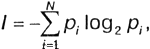 I = −∑_{i=1}^{N} p_i log_2 p_i,